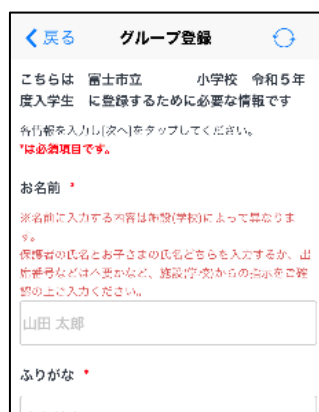 戻る グループ登録
こちらは 富士市立 小学校 令和5年
度入学生 に登録するために必要な情報です
各情報を入力し[次へ]をタップしてください。
*は必須項目です。
お名前 *
※名前に入力する内容は施設(学校)によって異なりま
す。
保護者の氏名とお子さまの氏名どちらを入力するか、出
席番号などは不要かなど、施設(学校)からの指示をご確
認の上ご入力ください。
山田 太郎
ふりがな *